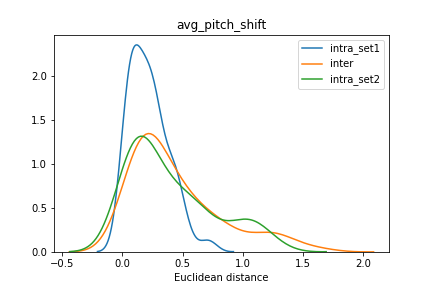 avg_pitch_shift
intra_set1
inter
intra_set2
2.0
1.5
1.0
0.5
0.0
−0.5 0.0 0.5 1.0 1.5 2.0
Euclidean distance